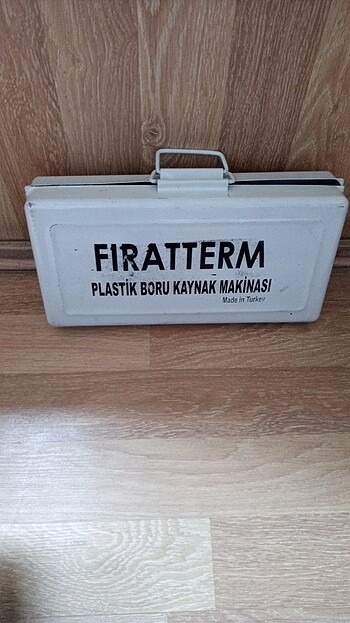 FIRATTERM
PLASTİK BORU KAYNAK MAKİNASI
Made in Turkey